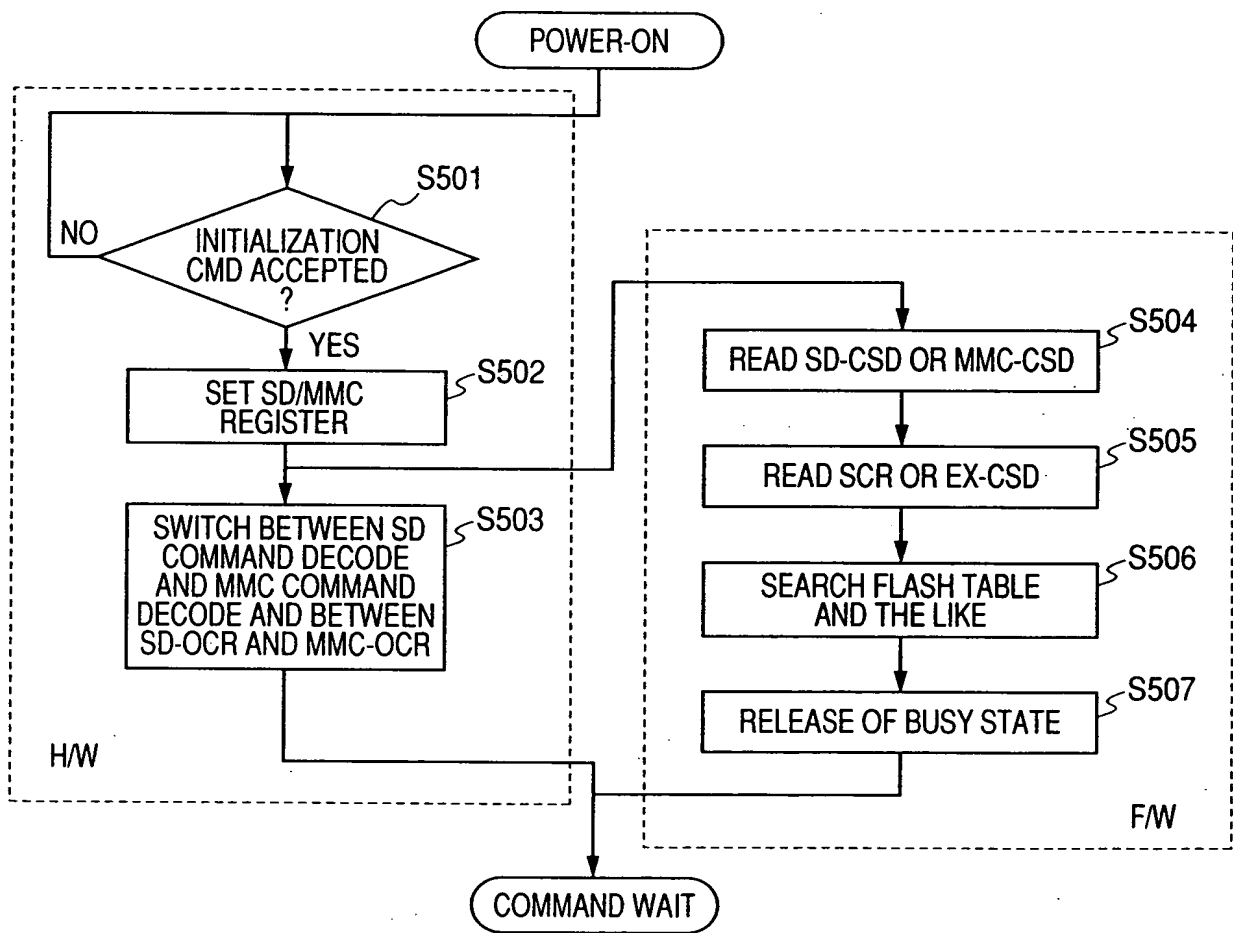 POWER-ON
S501
NO
INITIALIZATION
CMD ACCEPTED
?
YES
S502
SET SD/MMC
REGISTER
S503
SWITCH BETWEEN SD
COMMAND DECODE
AND MMC COMMAND
DECODE AND BETWEEN
SD-OCR AND MMC-OCR
H/W
S504
READ SD-CSD OR MMC-CSD
S505
READ SCR OR EX-CSD
S506
SEARCH FLASH TABLE
AND THE LIKE
S507
RELEASE OF BUSY STATE
F/W
COMMAND WAIT